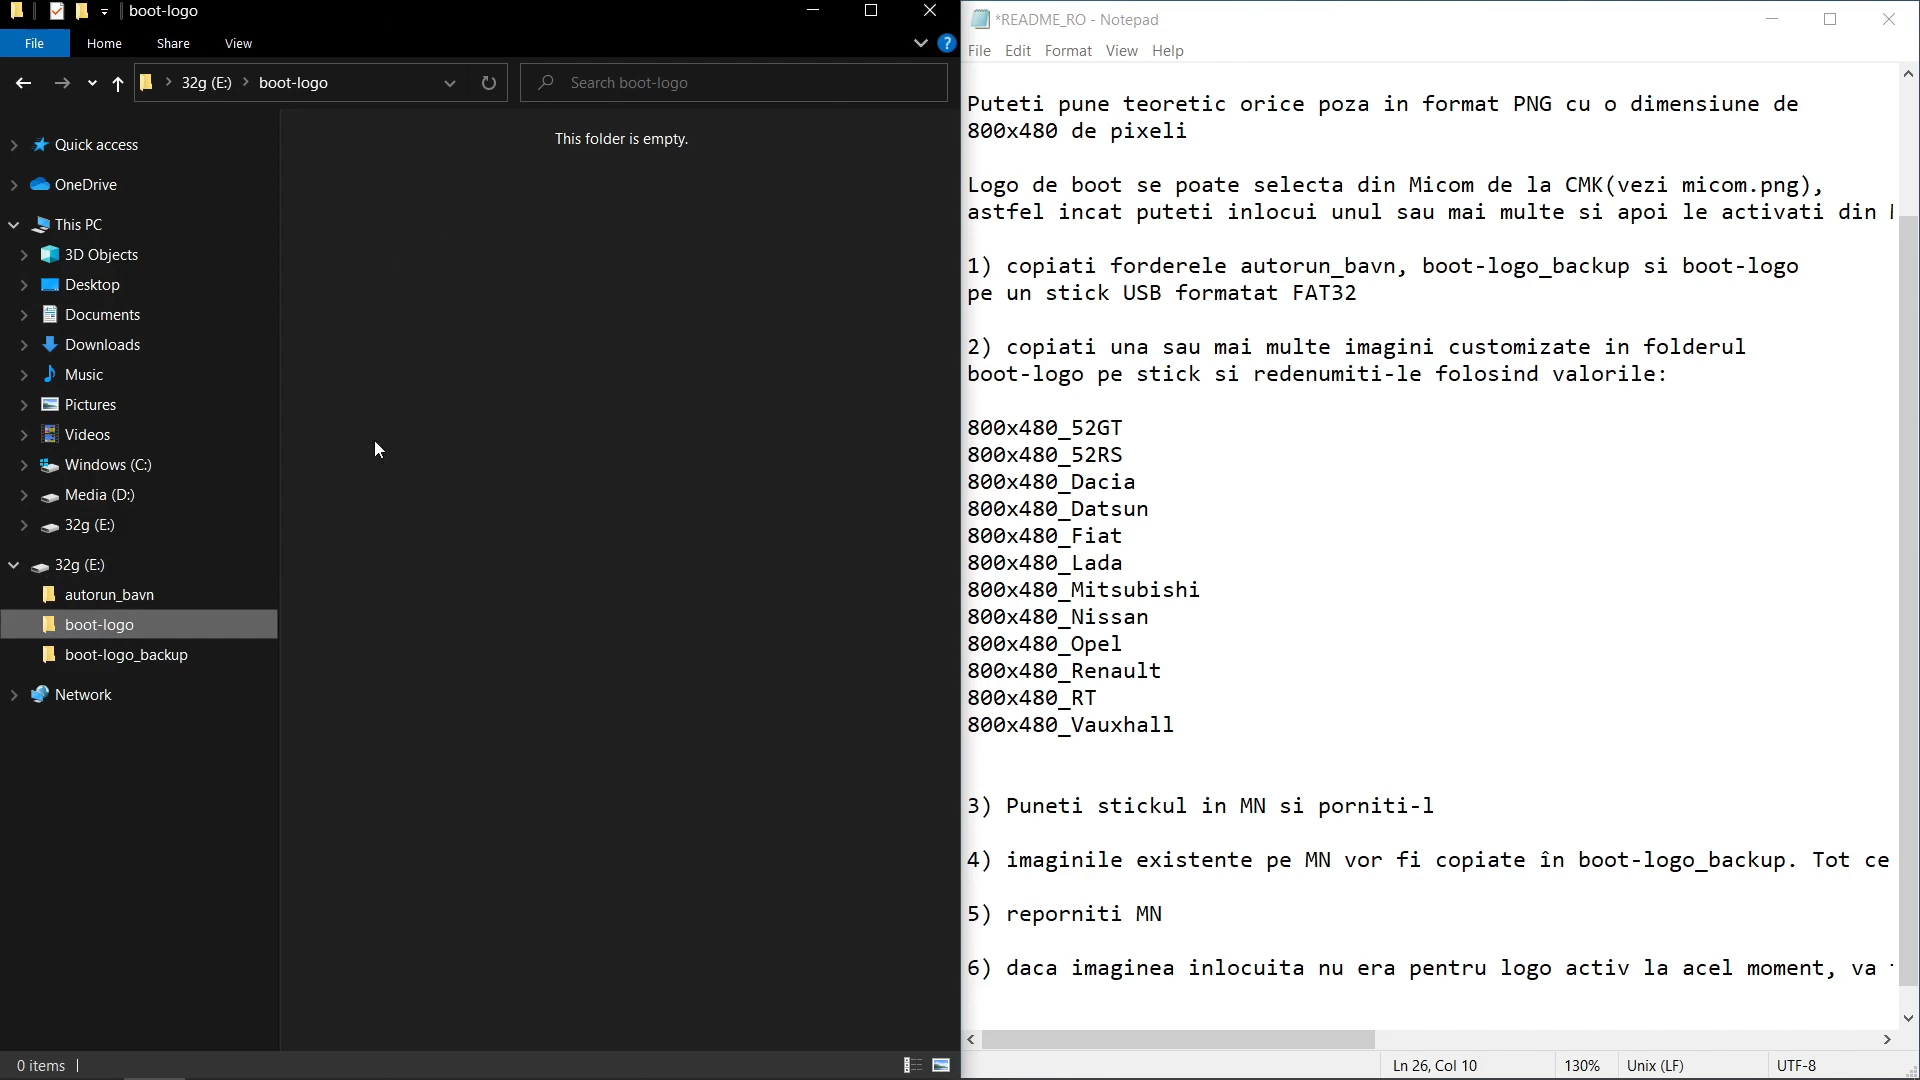 boot-logo
File
Home
Share
View
32g (E:)
boot-logo
Search boot-logo
Quick access
OneDrive
This PC
3D Objects
Desktop
Documents
Downloads
Music
Pictures
Videos
Windows (C:)
Media (D:)
32g (E:)
32g (E:)
autorun_bavn
boot-logo
boot-logo_backup
Network
This folder is empty.
0 items
*README_RO - Notepad
File Edit Format View Help
Puteti pune teoretic orice poza in format PNG cu o dimensiune de
800x480 de pixeli
Logo de boot se poate selecta din Micom de la CMK(vezi micom.png),
astfel incat puteti inlocui unul sau mai multe si apoi le activati din
1) copiati forderele autorun_bavn, boot-logo_backup si boot-logo
pe un stick USB formatat FAT32
2) copiati una sau mai multe imagini customizate in folderul
boot-logo pe stick si redenumiti-le folosind valorile:
800x480_52GT
800x480_52RS
800x480_Dacia
800x480_Datsun
800x480_Fiat
800x480_Lada
800x480_Mitsubishi
800x480_Nissan
800x480_Opel
800x480_Renault
800x480_RT
800x480_Vauxhall
3) Puneti stickul in MN si porniti-l
4) imaginile existente pe MN vor fi copiate în boot-logo_backup. Tot ce
5) reporniti MN
6) daca imaginea inlocuita nu era pentru logo activ la acel moment, va
Ln 26, Col 10
130%
Unix (LF)
UTF-8